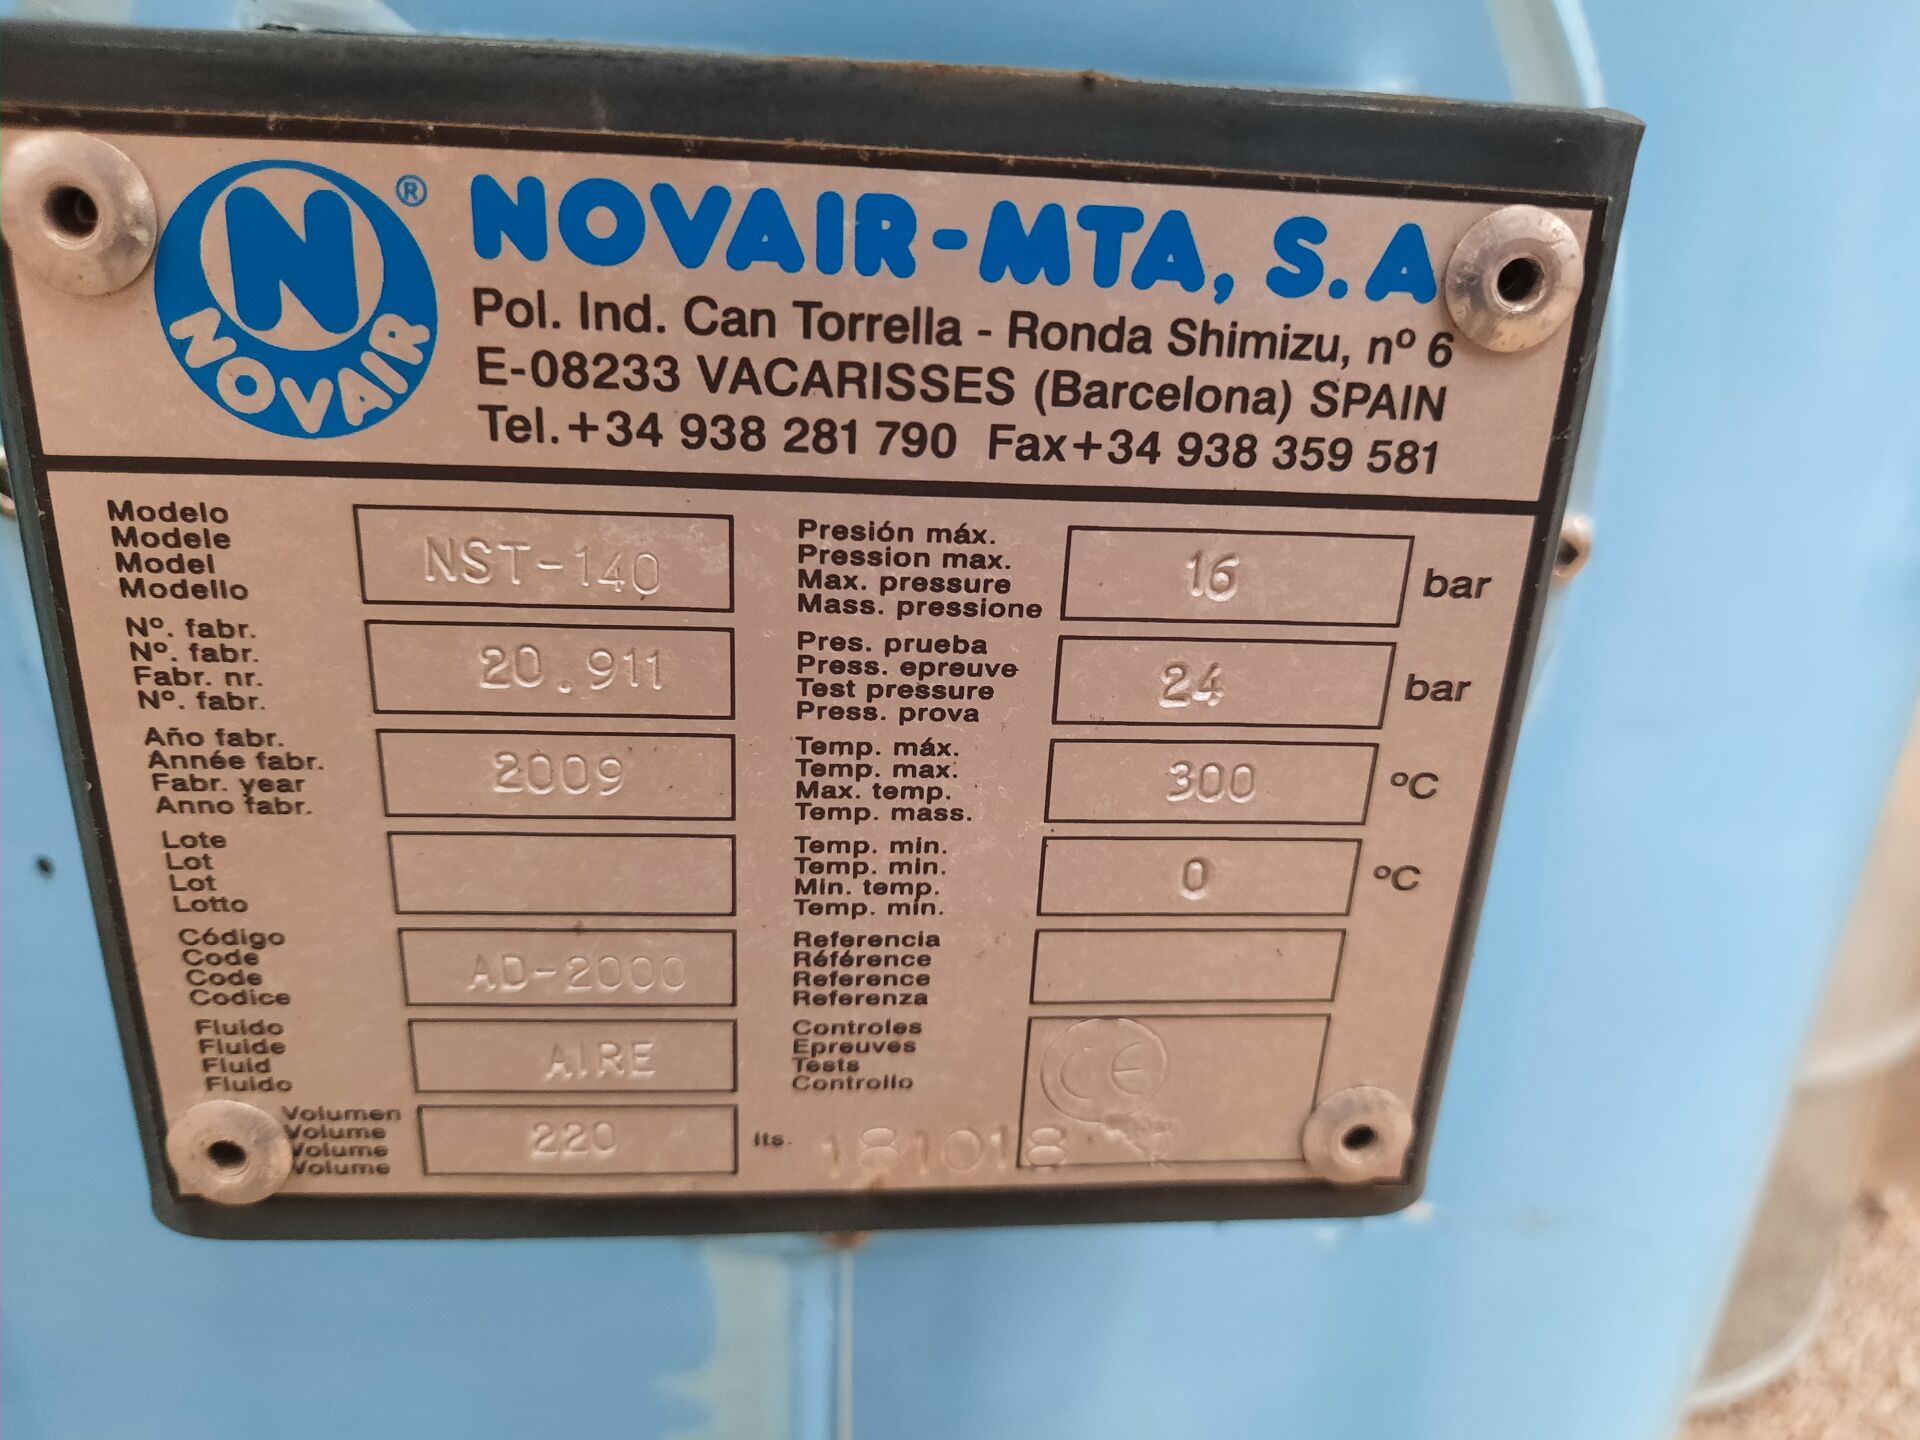 N ® NOVAIR-MTA, S.A
NOVAIR
Pol. Ind. Can Torrella - Ronda Shimizu, nº 6
E-08233 VACARISSES (Barcelona) SPAIN
Tel. +34 938 281 790 Fax+34 938 359 581
Modelo
Modele
Model
Modello
NST-140
Nº. fabr.
Nº. fabr.
Fabr. nr.
Nº. fabr.
20.911
Año fabr.
Année fabr.
Fabr. year
Anno fabr.
2009
Lote
Lot
Lot
Lotto
Código
Code
Code
Codice
AD-2000
Fluido
Fluide
Fluid
Fluido
AIRE
Volumen
Volume
Volume
Volume
220 lts.
Presión máx.
Pression max.
Max. pressure
Mass. pressione
16 bar
Pres. prueba
Press. epreuve
Test pressure
Press. prova
24 bar
Temp. máx.
Temp. max.
Max. temp.
Temp. mass.
300 ºC
Temp. min.
Temp. min.
Min. temp.
Temp. min.
0 ºC
Referencia
Référence
Reference
Referenza
Controles
Epreuves
Tests
Controllo
CE
181018